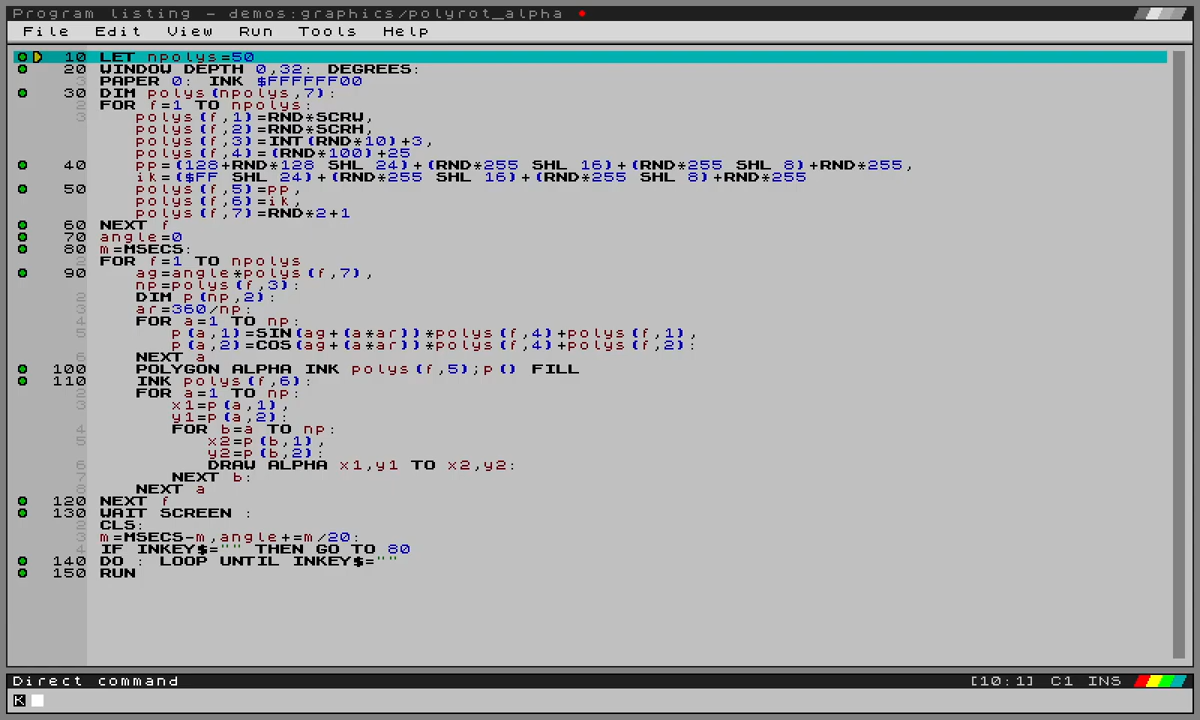 Program listing - demos:graphics/polyrot_alpha
File Edit View Run Tools Help
10 LET npolys=50
20 WINDOW DEPTH 0,32: DEGREES:
3 PAPER 0: INK $FFFFFF00
30 DIM polys(npolys,7):
2 FOR f=1 TO npolys:
3 polys(f,1)=RND*SCRW,
polys(f,2)=RND*SCRH,
polys(f,3)=INT(RND*10)+3,
polys(f,4)=(RND*100)+25
40 pp=(128+RND*128 SHL 24)+(RND*255 SHL 16)+(RND*255 SHL 8)+RND*255,
ik=($FF SHL 24)+(RND*255 SHL 16)+(RND*255 SHL 8)+RND*255
50 polys(f,5)=pp,
polys(f,6)=ik,
polys(f,7)=RND*2+1
60 NEXT f
70 angle=0
80 m=MSECS:
2 FOR f=1 TO npolys
90 ag=angle*polys(f,7),
np=polys(f,3):
2 DIM p(np,2):
3 ar=360/np:
4 FOR a=1 TO np:
5 p(a,1)=SIN(ag+(a*ar))*polys(f,4)+polys(f,1),
p(a,2)=COS(ag+(a*ar))*polys(f,4)+polys(f,2):
6 NEXT a
100 POLYGON ALPHA INK polys(f,5);p() FILL
110 INK polys(f,6):
2 FOR a=1 TO np:
3 x1=p(a,1),
y1=p(a,2):
4 FOR b=a TO np:
5 x2=p(b,1),
y2=p(b,2):
6 DRAW ALPHA x1,y1 TO x2,y2:
7 NEXT b:
8 NEXT a
120 NEXT f
130 WAIT SCREEN :
2 CLS:
3 m=MSECS-m,angle+=m/20:
4 IF INKEY$="" THEN GO TO 80
140 DO : LOOP UNTIL INKEY$=""
150 RUN
Direct command [10:1] C1 INS
K